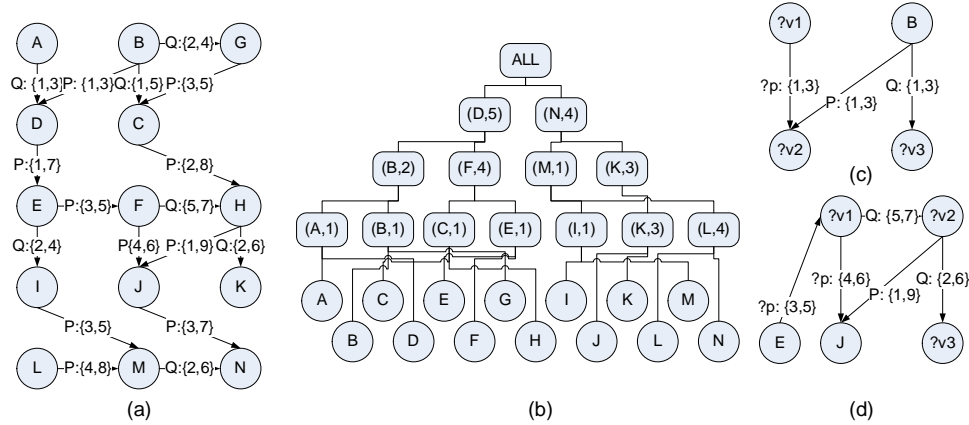 A
B
Q:{2,4}
G
Q: {1,3}
P: {1,3}
Q:{1,5}
P:{3,5}
D
C
P:{1,7}
P:{2,8}
E
P:{3,5}
F
Q:{5,7}
H
Q:{2,4}
P{4,6}
P:{1,9}
Q:{2,6}
I
J
K
P:{3,5}
P:{3,7}
L
P:{4,8}
M
Q:{2,6}
N
(a)
ALL
(D,5)
(N,4)
(B,2)
(F,4)
(M,1)
(K,3)
(A,1)
(B,1)
(C,1)
(E,1)
(I,1)
(K,3)
(L,4)
A
C
E
G
I
K
M
B
D
F
H
J
L
N
(b)
?v1
B
?p: {1,3}
P: {1,3}
Q: {1,3}
?v2
?v3
(c)
?v1
Q: {5,7}
?v2
?p: {3,5}
?p: {4,6}
P: {1,9}
Q: {2,6}
E
J
?v3
(d)